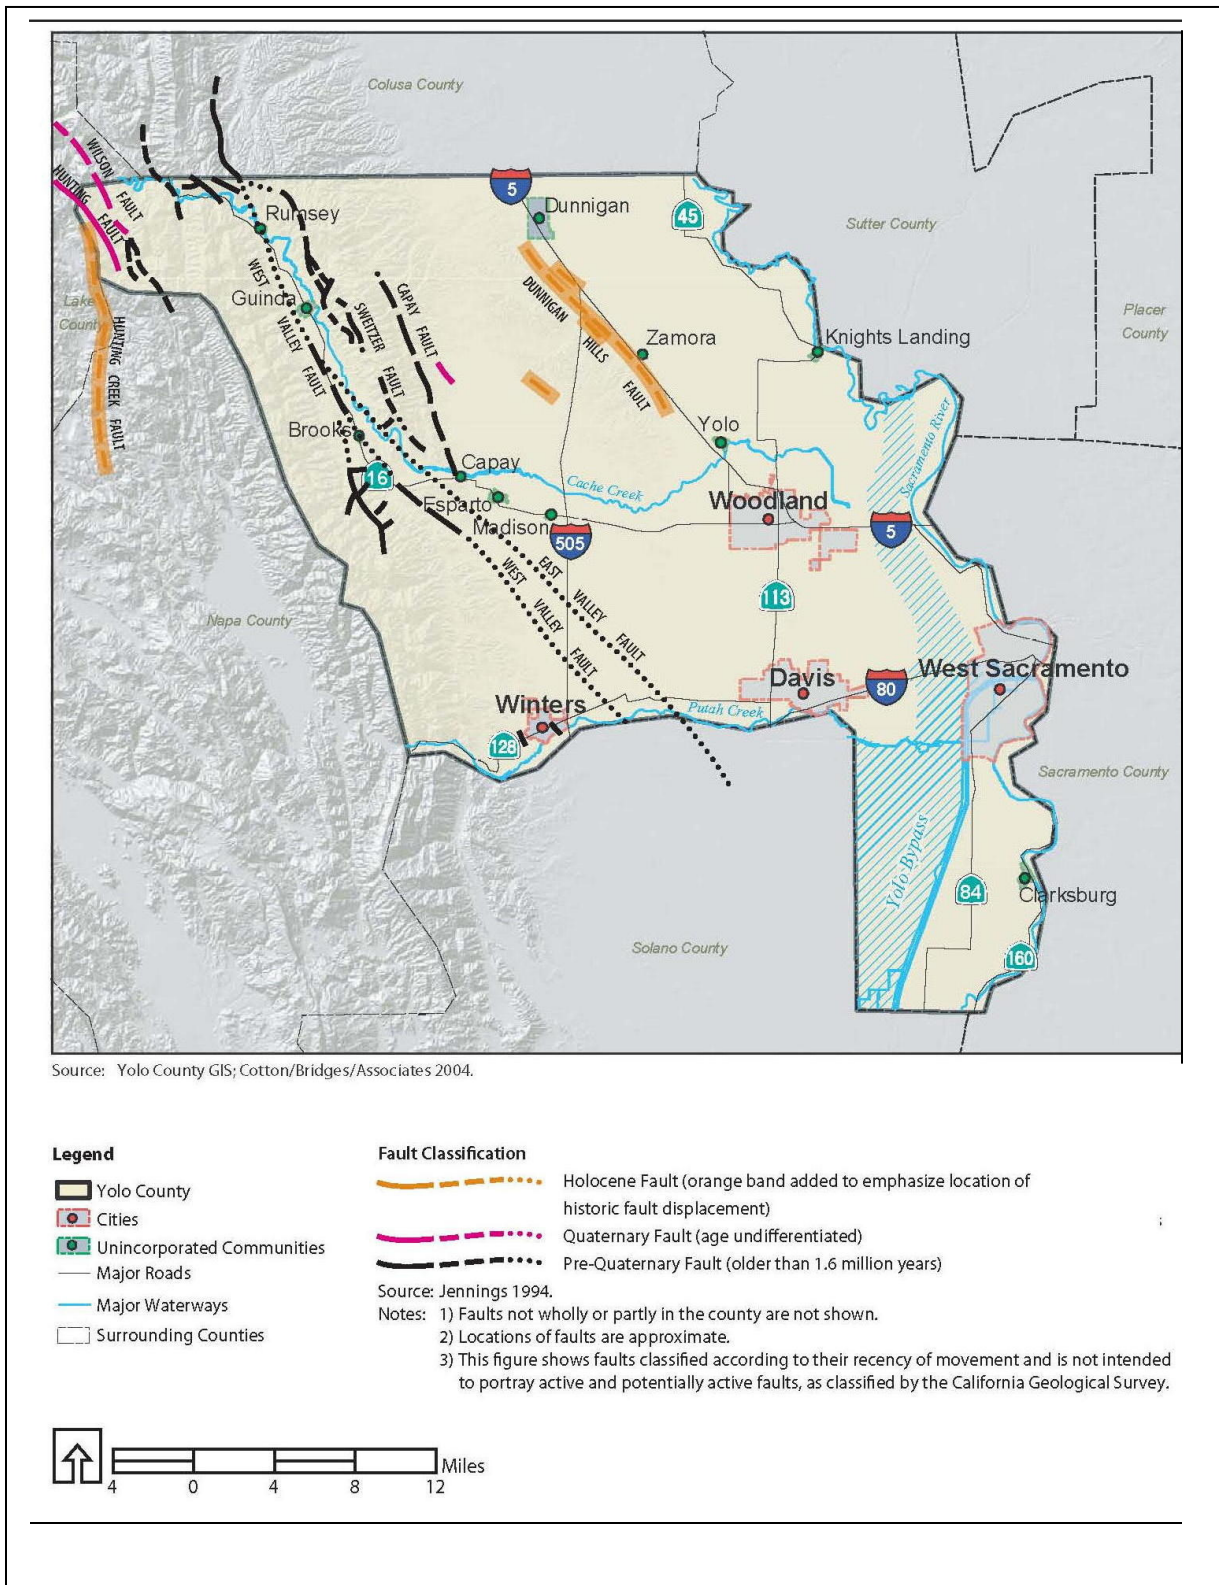 Colusa County
WILSON FAULT
HUNTING FAULT
Rumsey
5
Dunnigan
45
Sutter County
Lake County
HUNTING CREEK FAULT
Guinda
WEST VALLEY FAULT
SWEITZER FAULT
CAPAY FAULT
DUNNIGAN HILLS FAULT
Zamora
Knights Landing
Placer County
Brooks
16
Capay
Yolo
Sacramento River
Esparto
Cache Creek
Woodland
Madison
505
5
EAST VALLEY FAULT
WEST VALLEY FAULT
113
Napa County
Davis
80
West Sacramento
Winters
Putah Creek
128
Sacramento County
Yolo Bypass
84
Clarksburg
Solano County
160
Source: Yolo County GIS; Cotton/Bridges/Associates 2004.
Legend
Yolo County
Cities
Unincorporated Communities
Major Roads
Major Waterways
Surrounding Counties
Fault Classification
Holocene Fault (orange band added to emphasize location of
historic fault displacement)
Quaternary Fault (age undifferentiated)
Pre-Quaternary Fault (older than 1.6 million years)
Source: Jennings 1994.
Notes: 1) Faults not wholly or partly in the county are not shown.
2) Locations of faults are approximate.
3) This figure shows faults classified according to their recency of movement and is not intended
to portray active and potentially active faults, as classified by the California Geological Survey.
Miles
4 0 4 8 12